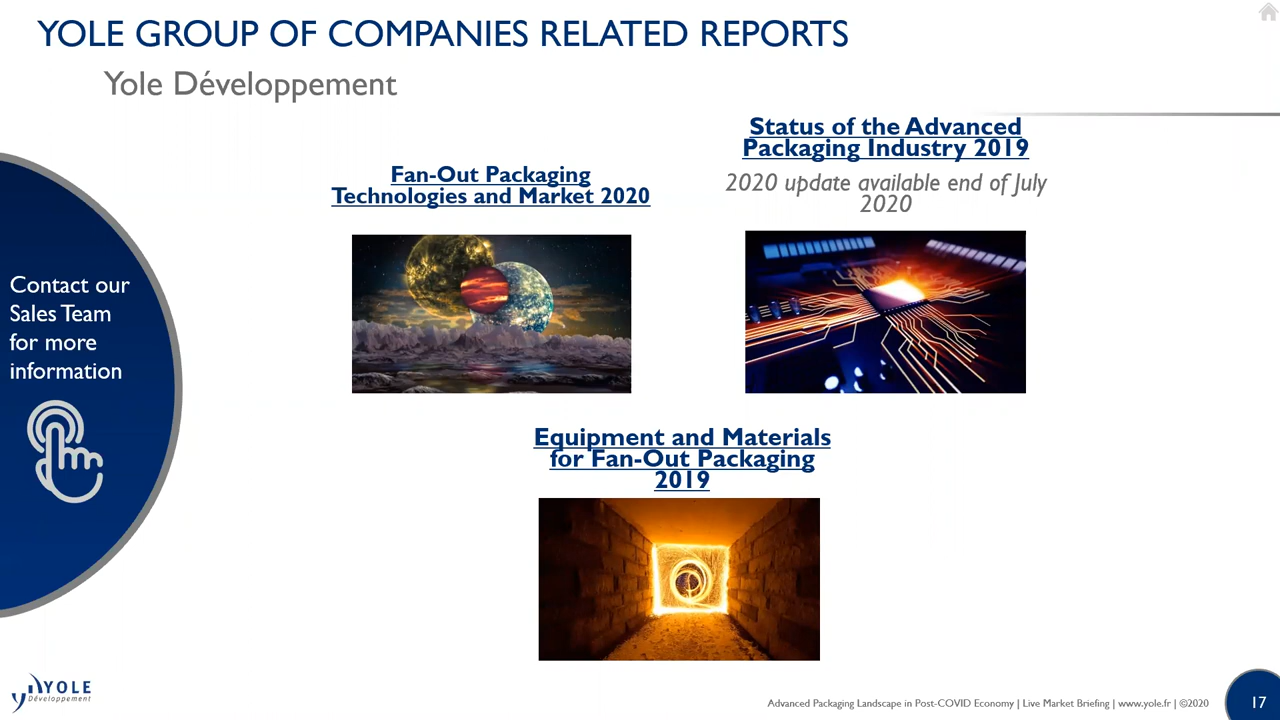 YOLE GROUP OF COMPANIES RELATED REPORTS
Yole Développement
Fan-Out Packaging
Technologies and Market 2020
Status of the Advanced
Packaging Industry 2019
2020 update available end of July
2020
Contact our
Sales Team
for more
information
Equipment and Materials
for Fan-Out Packaging
2019
YOLE
Développement
Advanced Packaging Landscape in Post-COVID Economy | Live Market Briefing | www.yole.fr | ©2020
17